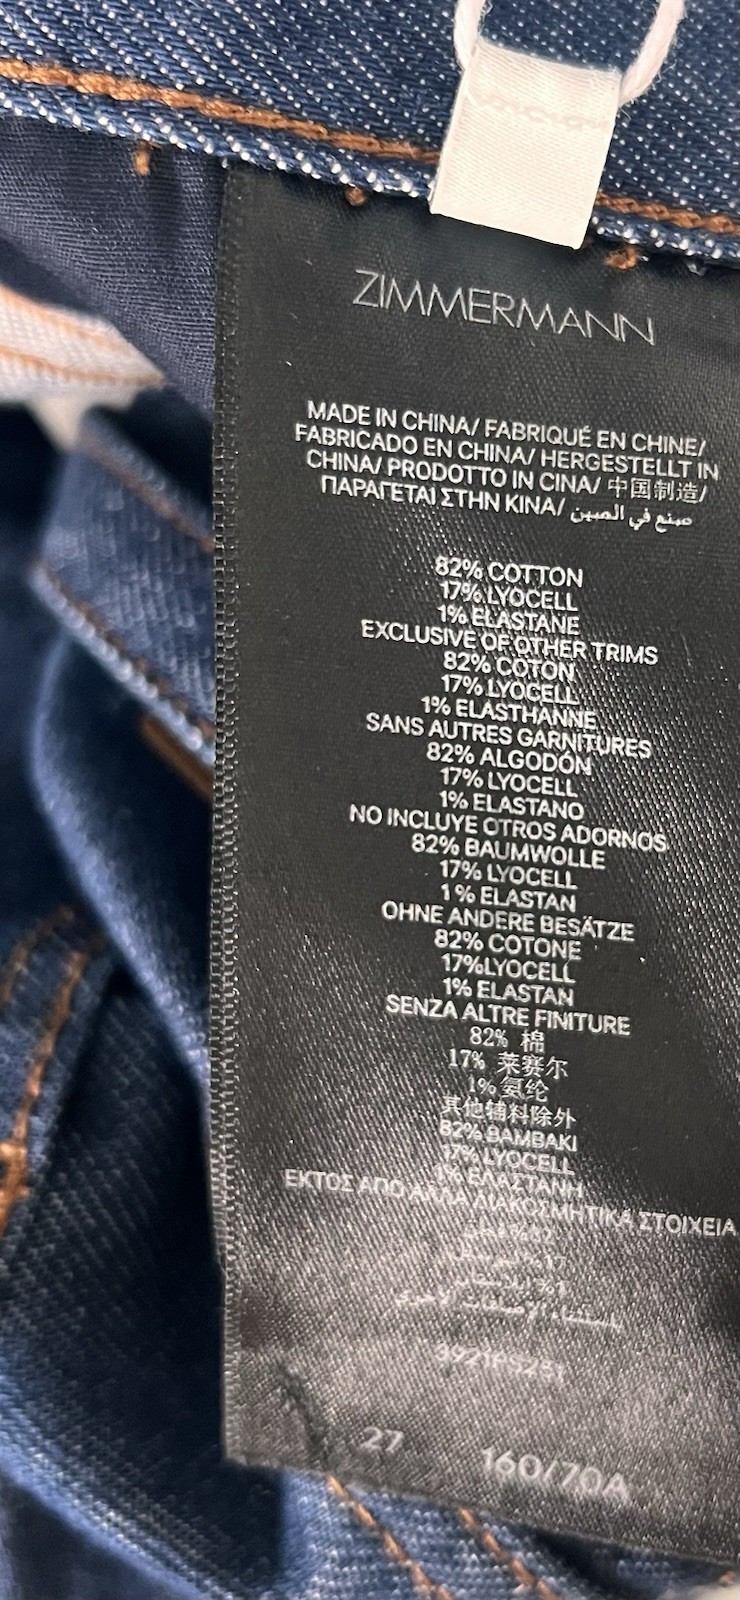 ZIMMERMANN
MADE IN CHINA/ FABRIQUÉ EN CHINE/
FABRICADO EN CHINA/ HERGESTELLT IN
CHINA/ PRODOTTO IN CINA/ 中国制造/
ΠΑΡΑΓΕΤΑΙ ΣΤΗΝ ΚΙΝΑ/ صنع في الصين
82% COTTON
17% LYOCELL
1% ELASTANE
EXCLUSIVE OF OTHER TRIMS
82% COTON
17% LYOCELL
1% ELASTHANNE
SANS AUTRES GARNITURES
82% ALGODÓN
17% LYOCELL
1% ELASTANO
NO INCLUYE OTROS ADORNOS
82% BAUMWOLLE
17% LYOCELL
1% ELASTAN
OHNE ANDERE BESÄTZE
82% COTONE
17%LYOCELL
1% ELASTAN
SENZA ALTRE FINITURE
82% 棉
17% 莱赛尔
1% 氨纶
其他辅料除外
82% ΒΑΜΒΑΚΙ
17% LYOCELL
1% ΕΛΑΣΤΑΝΗ
ΕΚΤΟΣ ΑΠΟ ΑΛΛΑ ΔΙΑΚΟΣΜΗΤΙΚΑ ΣΤΟΙΧΕΙΑ
3921PS251
27 160/70A